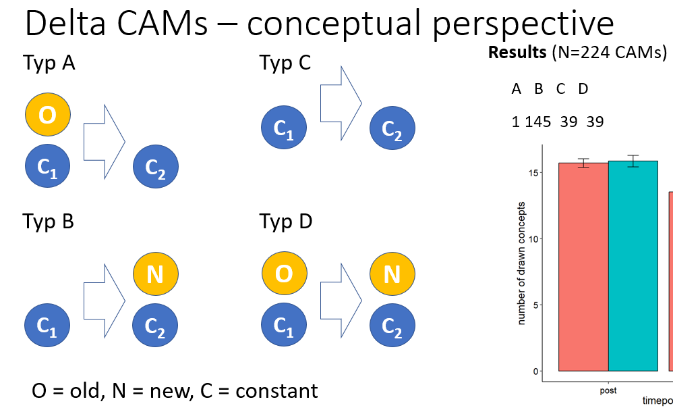 Delta CAMs – conceptual perspective
Results (N=224 CAMs)
Typ A
Typ C
A B C D
1 145 39 39
O
C₁
C₂
C₁
C₂
Typ B
Typ D
N
C₁
C₂
O
N
C₁
C₂
O = old, N = new, C = constant
number of drawn concepts
15
10
5
0
post
timepo